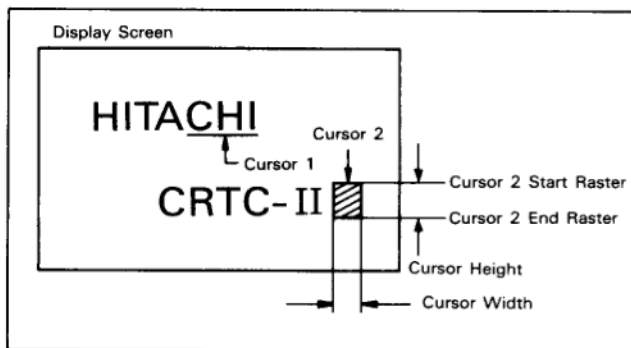 Display Screen
HITACHI
Cursor 2
Cursor 1
Cursor 2 Start Raster
CRTC-II
Cursor 2 End Raster
Cursor Height
Cursor Width